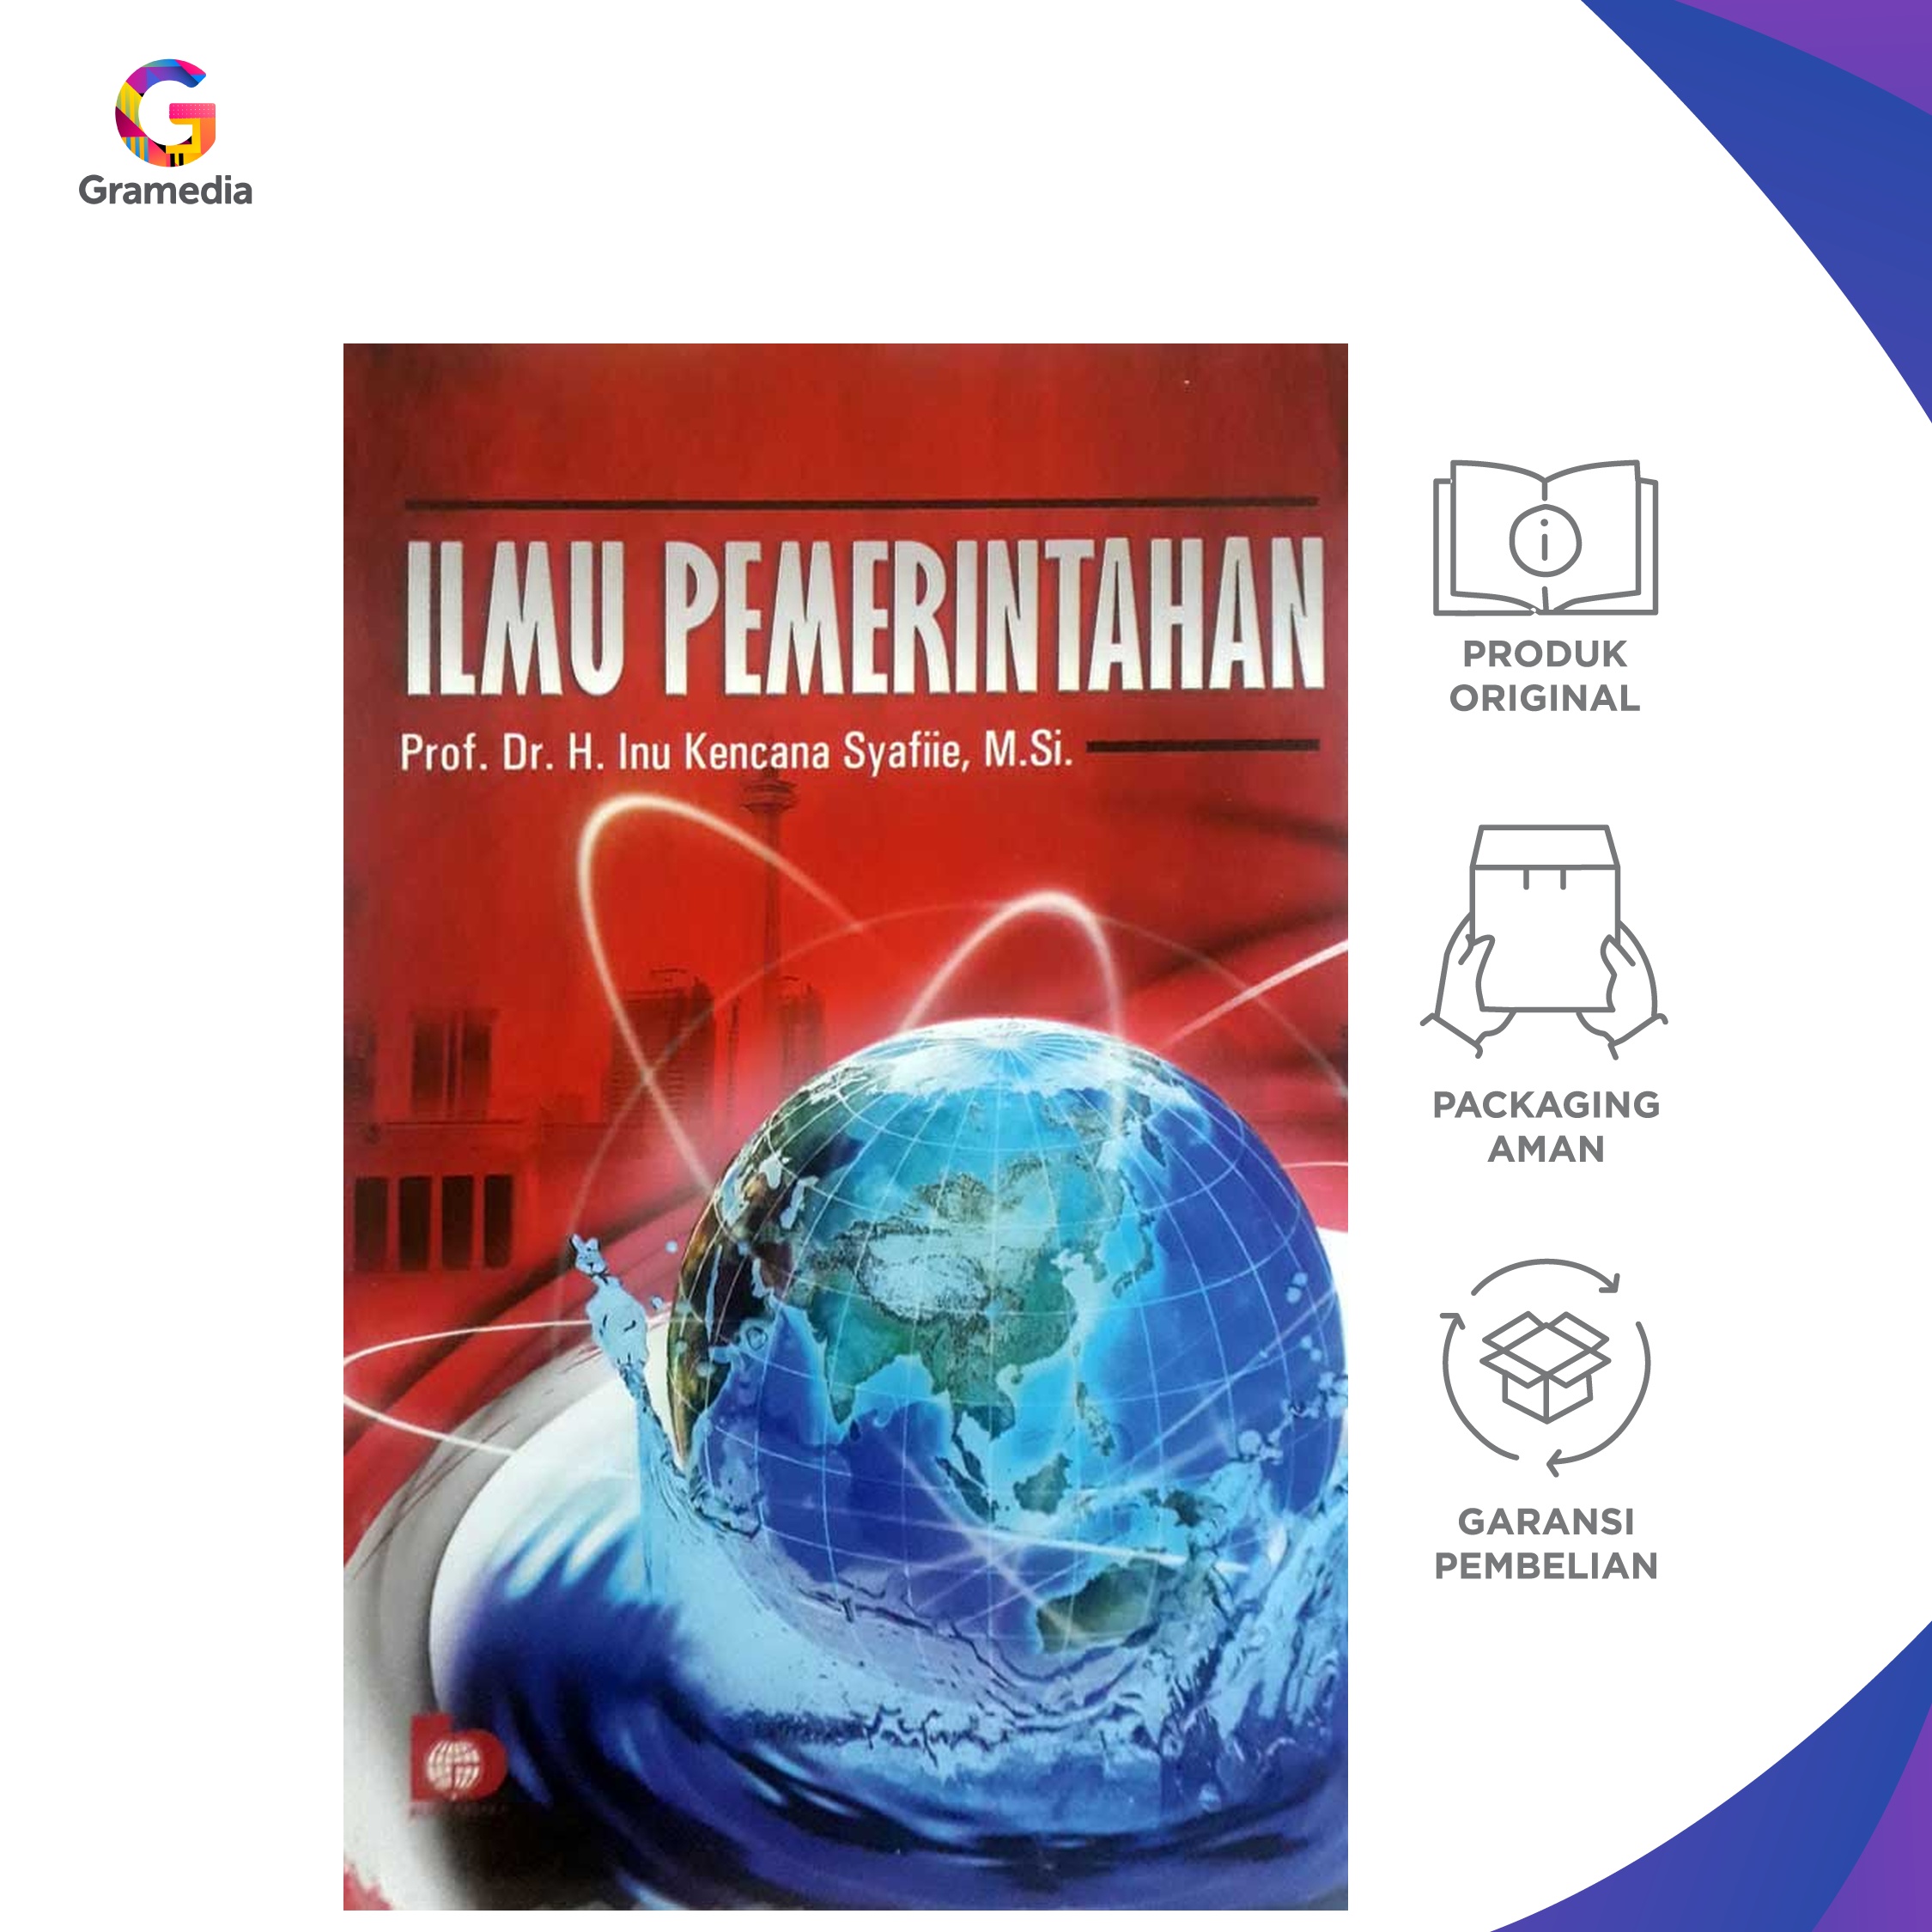 Gramedia
ILMU PEMERINTAHAN
Prof. Dr. H. Inu Kencana Syafiie, M.Si.
PRODUK
ORIGINAL
PACKAGING
AMAN
GARANSI
PEMBELIAN